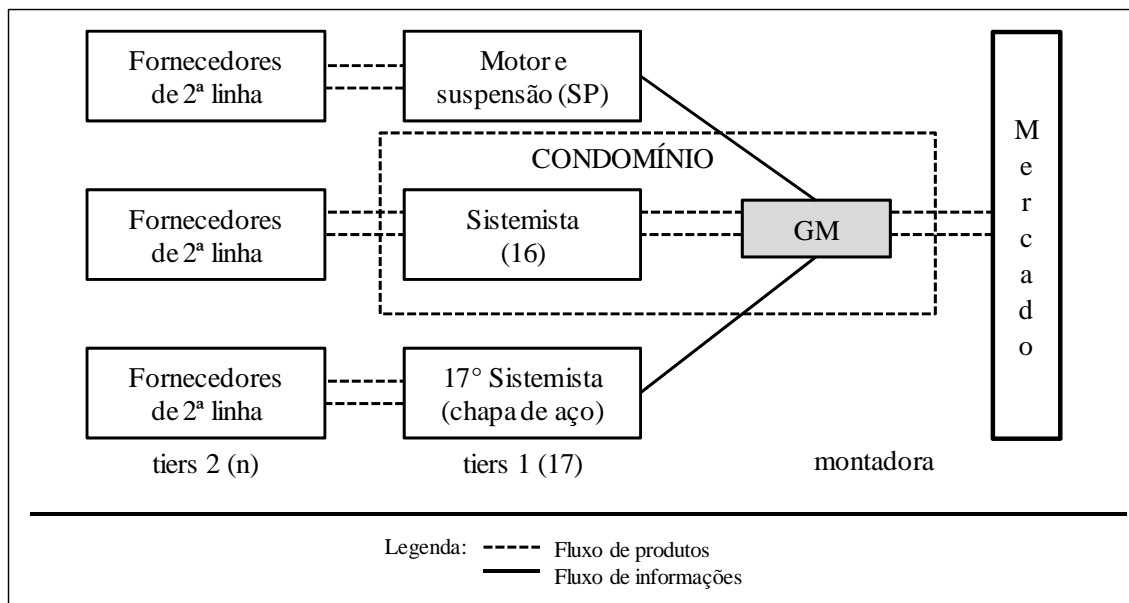 Fornecedores
de 2ª linha
Motor e
suspensão (SP)
CONDOMÍNIO
Fornecedores
de 2ª linha
Sistemista
(16)
GM
Mercado
Fornecedores
de 2ª linha
17° Sistemista
(chapa de aço)
tiers 2 (n)
tiers 1 (17)
montadora
Legenda:
Fluxo de produtos
Fluxo de informações